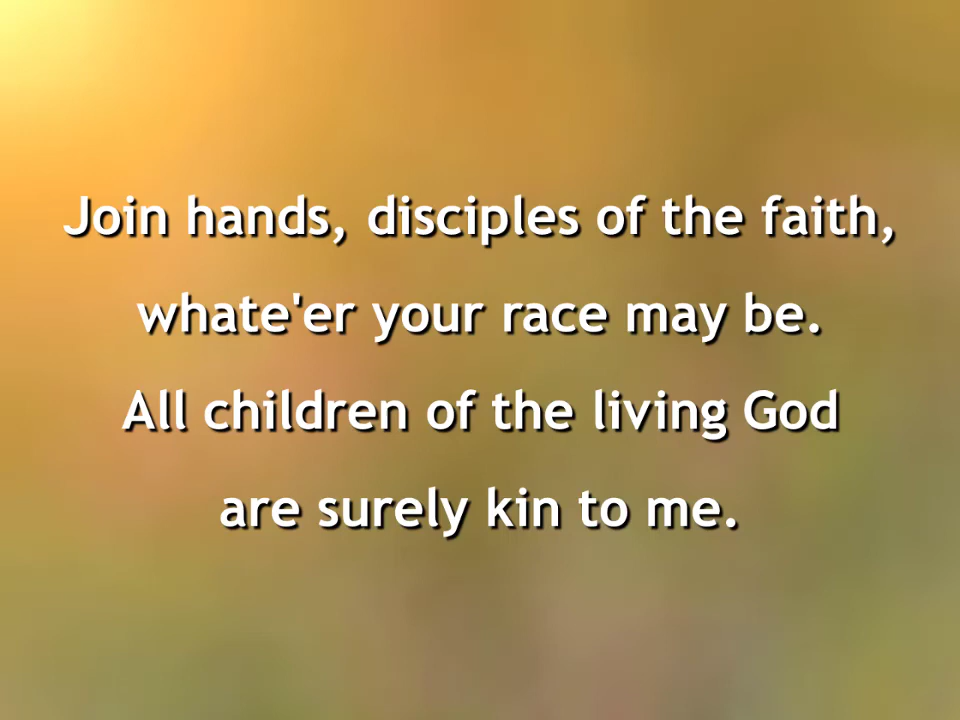 Join hands, disciples of the faith,
whate'er your race may be.
All children of the living God
are surely kin to me.